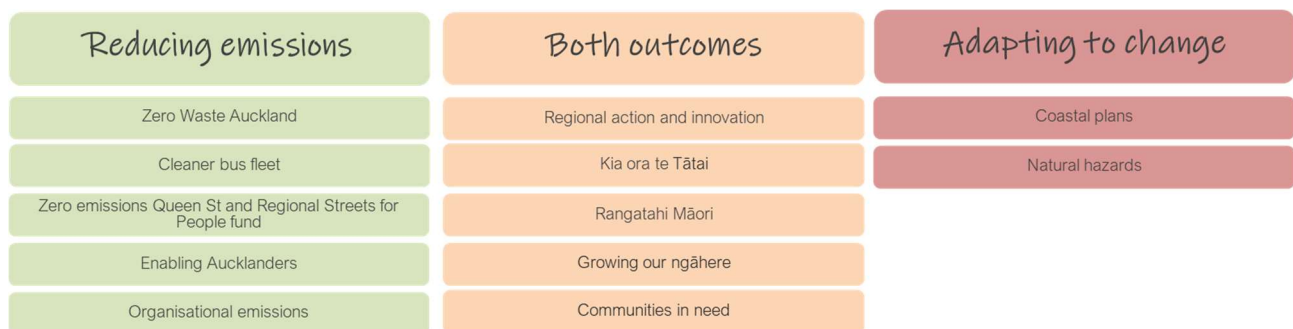 Reducing emissions
Zero Waste Auckland
Cleaner bus fleet
Zero emissions Queen St and Regional Streets for
People fund
Enabling Aucklanders
Organisational emissions
Both outcomes
Regional action and innovation
Kia ora te Tātai
Rangatahi Māori
Growing our ngāhere
Communities in need
Adapting to change
Coastal plans
Natural hazards